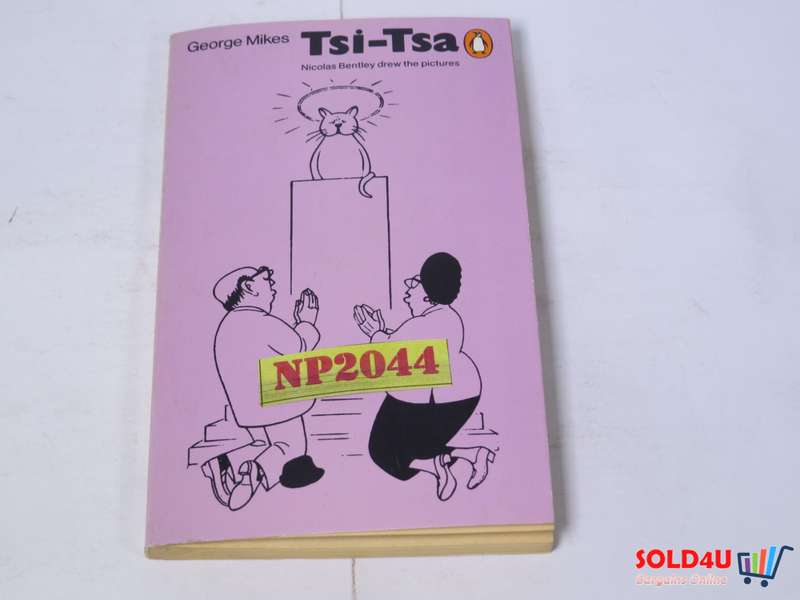 George Mikes Tsi-Tsa
Nicolas Bentley drew the pictures
NP2044
SOLD4U
Bargains Online